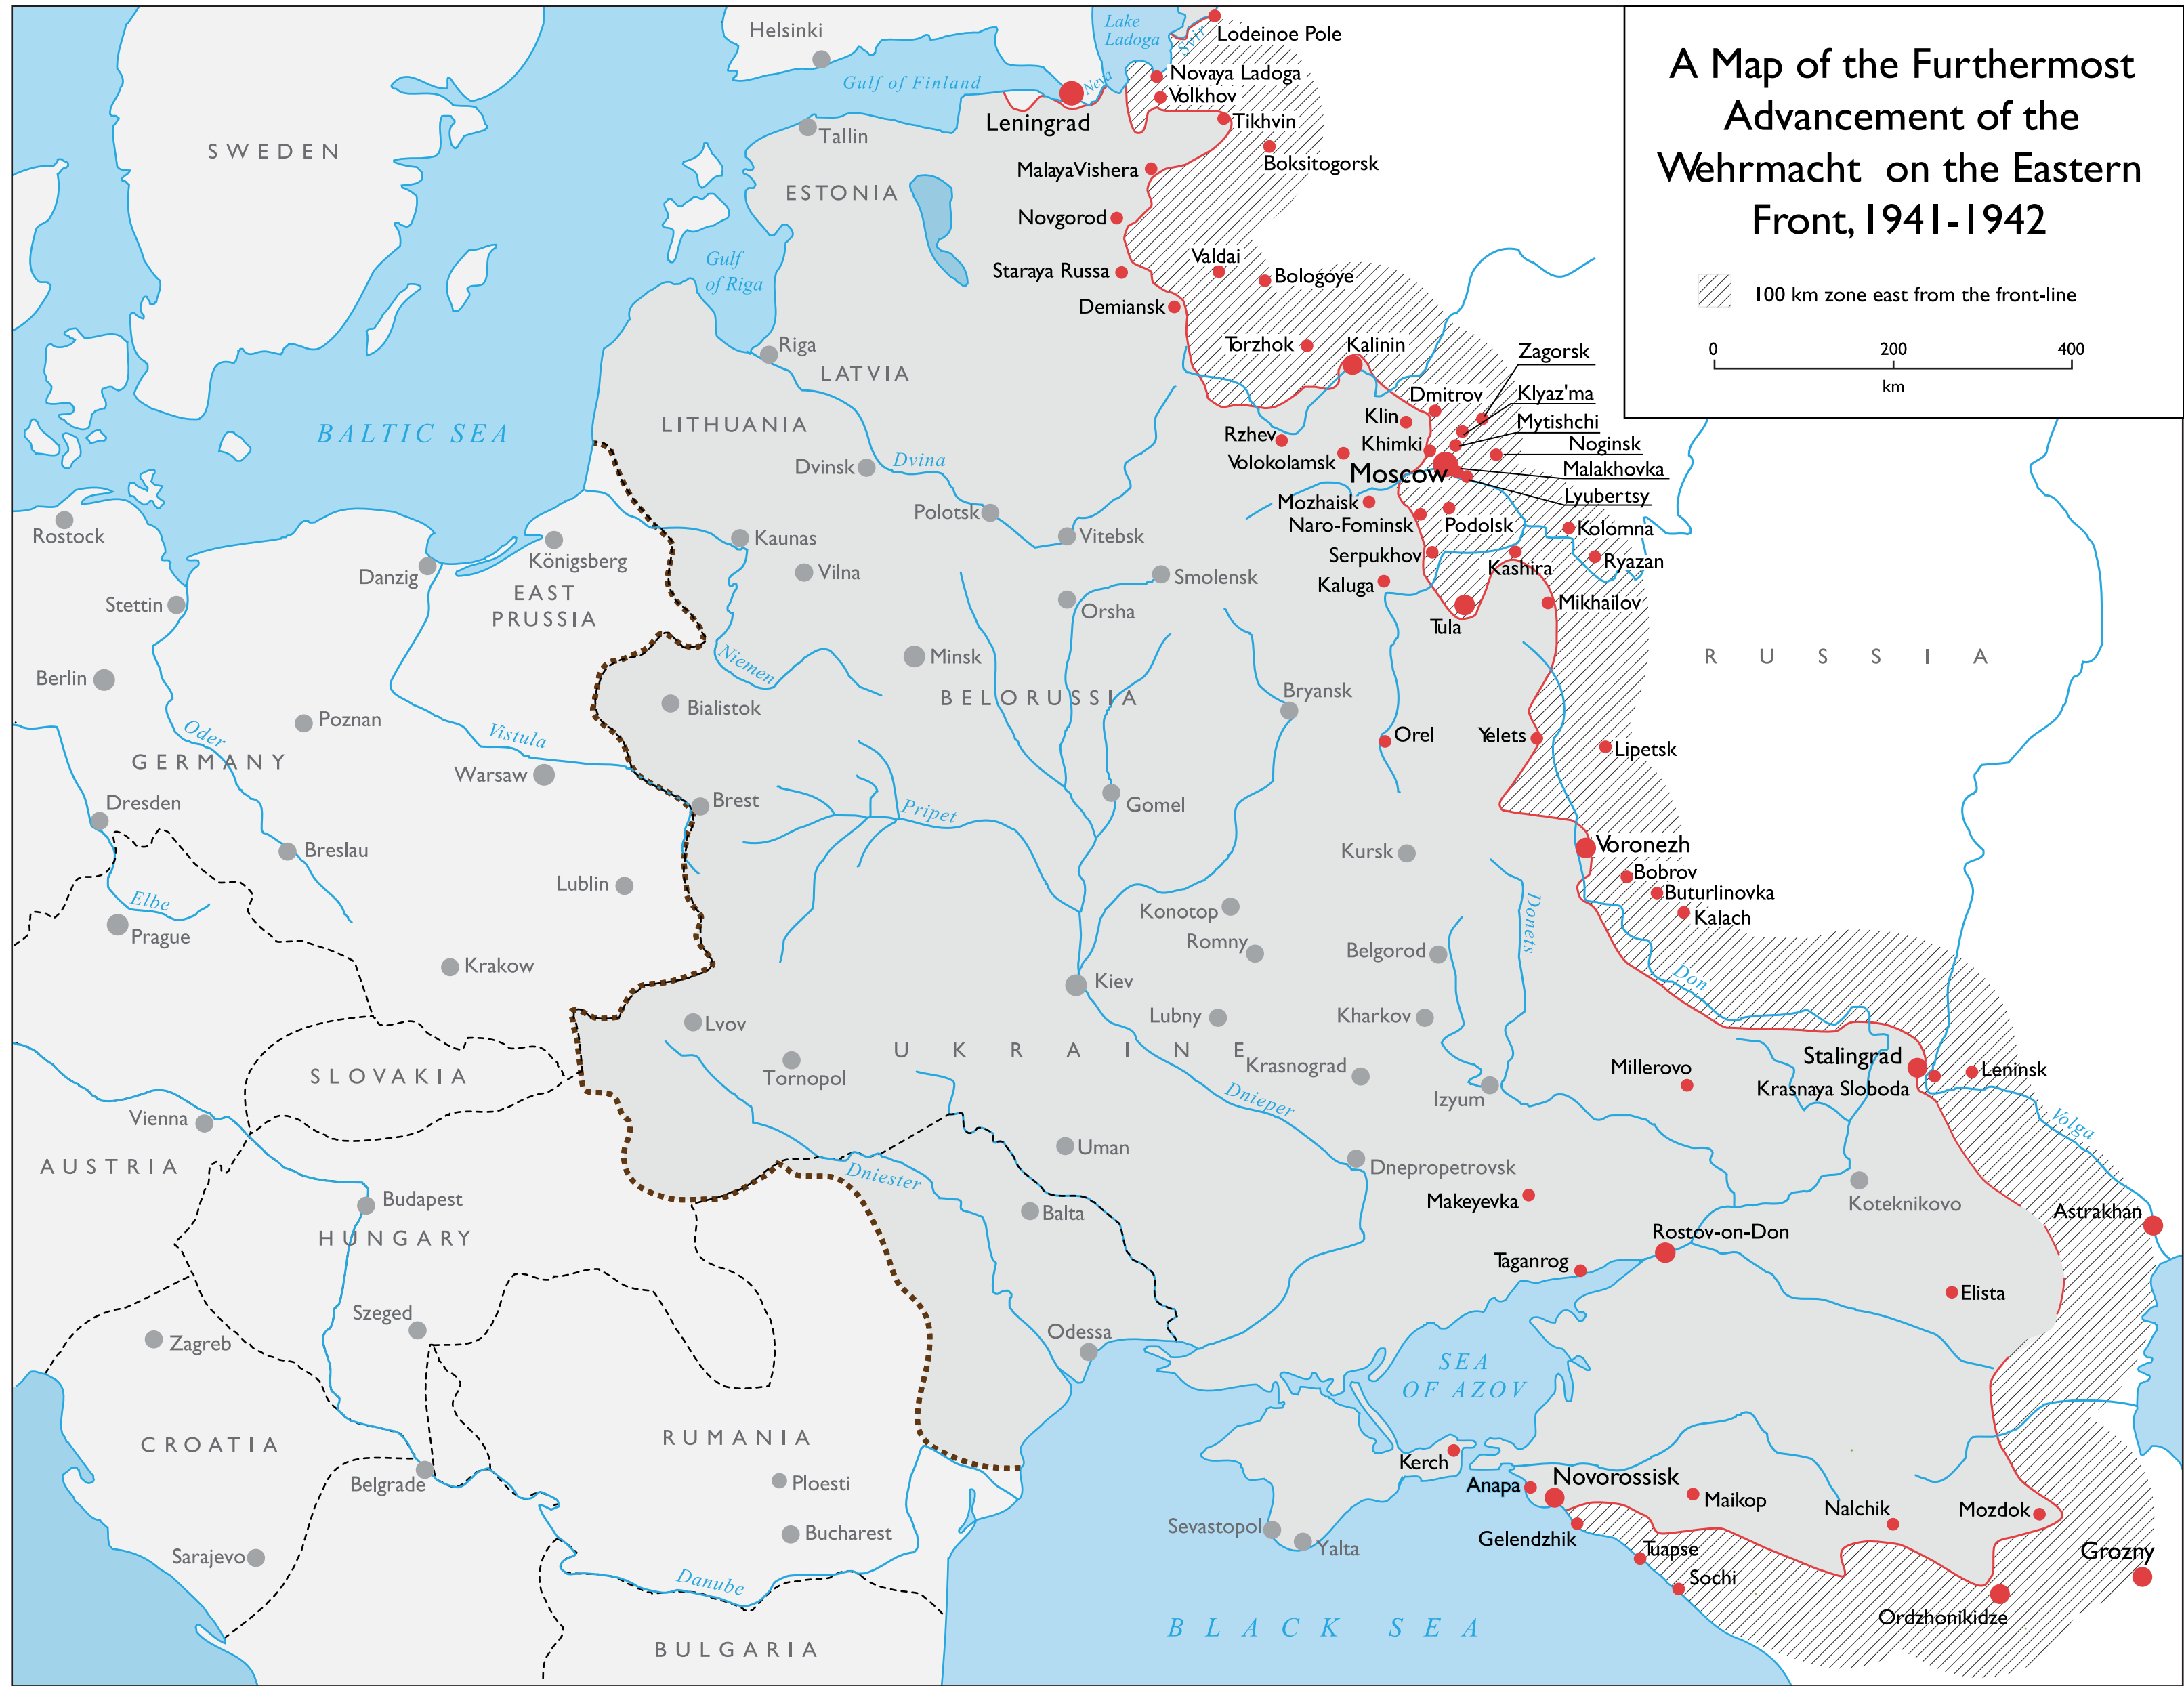 A Map of the Furthermost
Advancement of the
Wehrmacht on the Eastern
Front, 1941-1942
100 km zone east from the front-line
0 200 400
km
Helsinki
Lake
Ladoga
Svir
Lodeinoe Pole
Gulf of Finland
Neva
Novaya Ladoga
Volkhov
Leningrad
Tikhvin
Tallin
SWEDEN
Boksitogorsk
MalayaVishera
ESTONIA
Novgorod
Gulf
of Riga
Staraya Russa
Valdai
Bologoye
Demiansk
Riga
Torzhok
Kalinin
Zagorsk
LATVIA
Dmitrov
Klyaz'ma
Klin
Mytishchi
LITHUANIA
BALTIC SEA
Rzhev
Khimki
Noginsk
Dvinsk
Dvina
Volokolamsk
Moscow
Malakhovka
Lyubertsy
Mozhaisk
Polotsk
Naro-Fominsk
Podolsk
Kolomna
Rostock
Kaunas
Vitebsk
Königsberg
Serpukhov
Ryazan
Danzig
Vilna
Smolensk
Kashira
Kaluga
EAST
PRUSSIA
Stettin
Orsha
Mikhailov
Tula
Niemen
Minsk
RUSSIA
Berlin
Bialistok
BELORUSSIA
Bryansk
Poznan
Oder
Vistula
Orel
Yelets
Lipetsk
GERMANY
Warsaw
Dresden
Brest
Pripet
Gomel
Breslau
Kursk
Voronezh
Bobrov
Lublin
Buturlinovka
Elbe
Konotop
Kalach
Donets
Prague
Romny
Belgorod
Krakow
Kiev
Don
Lvov
Lubny
Kharkov
UKRAINE
Stalingrad
Krasnograd
Millerovo
Leninsk
SLOVAKIA
Tornopol
Krasnaya Sloboda
Izyum
Dnieper
Vienna
Volga
Uman
AUSTRIA
Dniester
Dnepropetrovsk
Budapest
Makeyevka
Koteknikovo
Balta
Astrakhan
HUNGARY
Rostov-on-Don
Taganrog
Elista
Szeged
Zagreb
Odessa
SEA
OF AZOV
CROATIA
RUMANIA
Kerch
Belgrade
Ploesti
Anapa
Novorossisk
Maikop
Nalchik
Mozdok
Sevastopol
Bucharest
Yalta
Gelendzhik
Tuapse
Grozny
Sarajevo
Sochi
Danube
Ordzhonikidze
BLACK SEA
BULGARIA